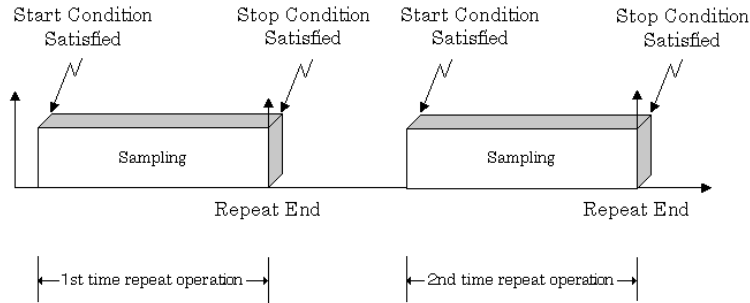 Start Condition
Satisfied
Stop Condition
Satisfied
Start Condition
Satisfied
Stop Condition
Satisfied
Sampling
Sampling
Repeat End
Repeat End
1st time repeat operation
2nd time repeat operation